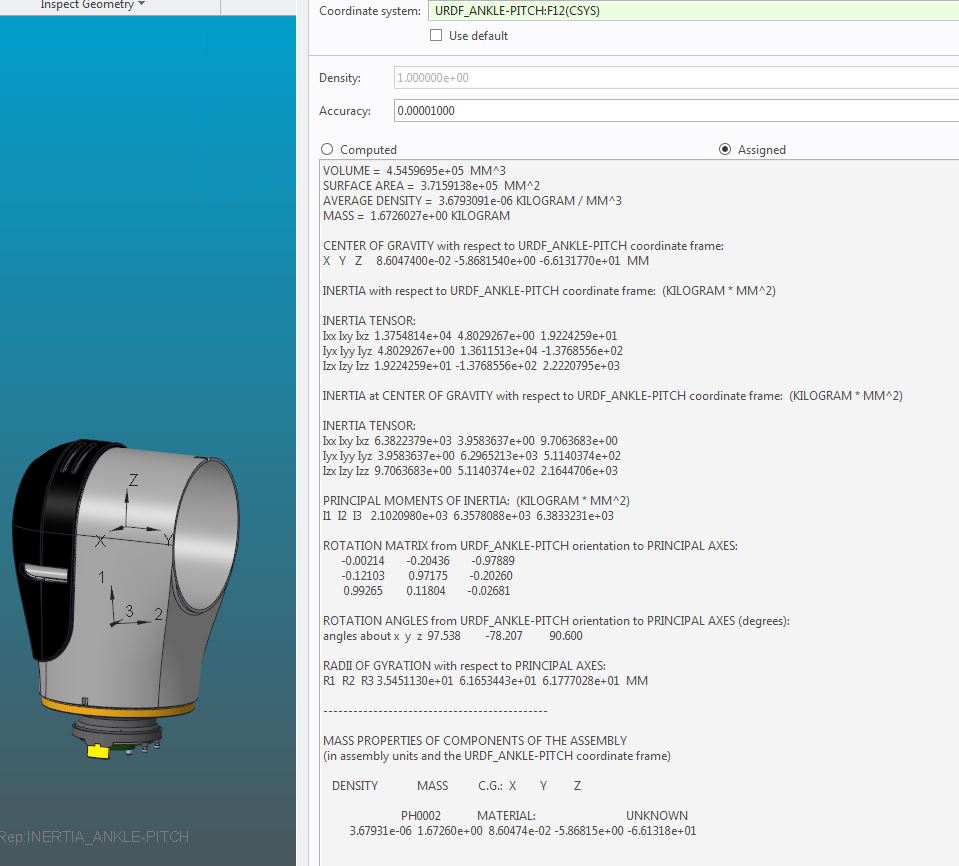 Inspect Geometry
Coordinate system: URDF_ANKLE-PITCH:F12(CSYS)
Use default
Density: 1.000000e+00
Accuracy: 0.00001000
Computed Assigned
VOLUME = 4.5459695e+05 MM^3
SURFACE AREA = 3.7159138e+05 MM^2
AVERAGE DENSITY = 3.6793091e-06 KILOGRAM / MM^3
MASS = 1.6726027e+00 KILOGRAM
CENTER OF GRAVITY with respect to URDF_ANKLE-PITCH coordinate frame:
X Y Z 8.6047400e-02 -5.8681540e+00 -6.6131770e+01 MM
INERTIA with respect to URDF_ANKLE-PITCH coordinate frame: (KILOGRAM * MM^2)
INERTIA TENSOR:
Ixx Ixy Ixz 1.3754814e+04 4.8029267e+00 1.9224259e+01
Iyx Iyy Iyz 4.8029267e+00 1.3611513e+04 -1.3768556e+02
Izx Izy Izz 1.9224259e+01 -1.3768556e+02 2.2220795e+03
INERTIA at CENTER OF GRAVITY with respect to URDF_ANKLE-PITCH coordinate frame: (KILOGRAM * MM^2)
INERTIA TENSOR:
Ixx Ixy Ixz 6.3822379e+03 3.9583637e+00 9.7063683e+00
Iyx Iyy Iyz 3.9583637e+00 6.2965213e+03 5.1140374e+02
Izx Izy Izz 9.7063683e+00 5.1140374e+02 2.1644706e+03
PRINCIPAL MOMENTS OF INERTIA: (KILOGRAM * MM^2)
I1 I2 I3 2.1020980e+03 6.3578088e+03 6.3833231e+03
ROTATION MATRIX from URDF_ANKLE-PITCH orientation to PRINCIPAL AXES:
-0.00214 -0.20436 -0.97889
-0.12103 0.97175 -0.20260
0.99265 0.11804 -0.02681
ROTATION ANGLES from URDF_ANKLE-PITCH orientation to PRINCIPAL AXES (degrees):
angles about x y z 97.538 -78.207 90.600
RADII OF GYRATION with respect to PRINCIPAL AXES:
R1 R2 R3 3.5451130e+01 6.1653443e+01 6.1777028e+01 MM
---------------------------------------------
MASS PROPERTIES OF COMPONENTS OF THE ASSEMBLY
(in assembly units and the URDF_ANKLE-PITCH coordinate frame)
DENSITY MASS C.G.: X Y Z
PH0002 MATERIAL: UNKNOWN
3.67931e-06 1.67260e+00 8.60474e-02 -5.86815e+00 -6.61318e+01
Z
X Y
1
3 2
Rep:INERTIA_ANKLE-PITCH